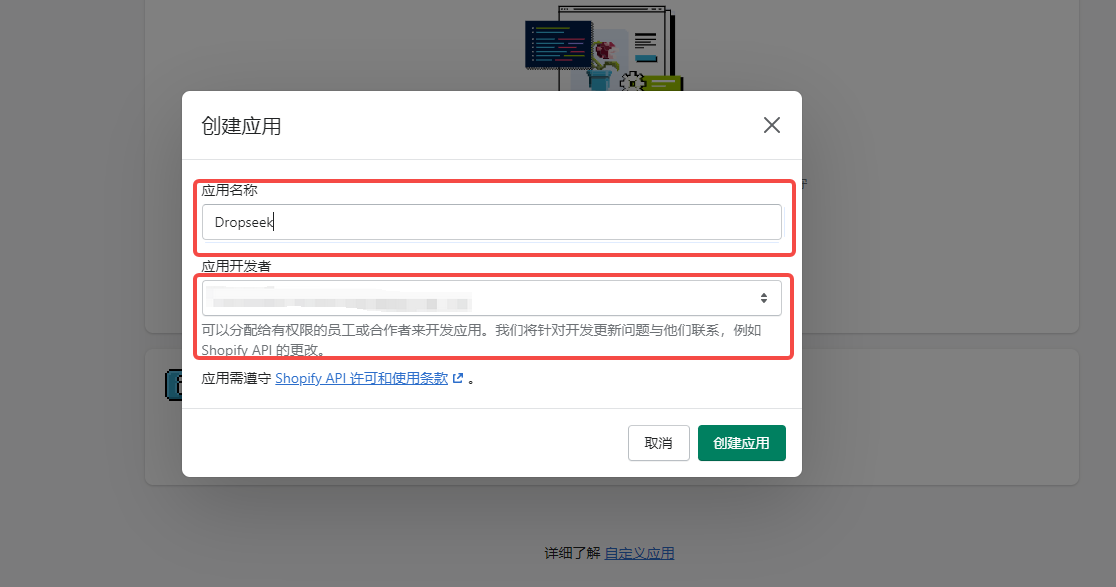 创建应用
应用名称
Dropseek
应用开发者
可以分配给有权限的员工或合作者来开发应用。我们将针对开发更新问题与他们联系，例如
Shopify API 的更改。
应用需遵守 Shopify API 许可和使用条款 。
取消
创建应用
详细了解 自定义应用